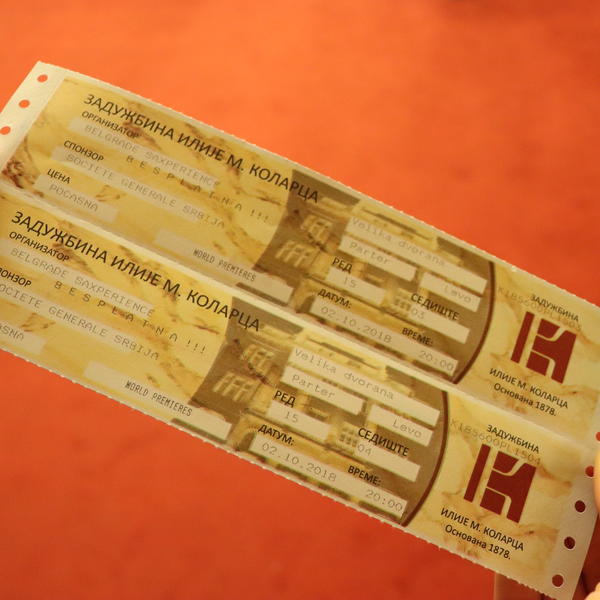 ЗАДУЖБИНА ИЛИЈЕ М. КОЛАРЦА
ОРГАНИЗАТОР
BELGRADE SAXPERIENCE
СПОНЗОР
B E S P L A T N A !!!
SOCIETE GENERALE SRBIJA
ЦЕНА
POCASNA
WORLD PREMIERES
Velika dvorana
Parter
Levo
РЕД
15
СЕДИШТЕ
03
ДАТУМ:
02.10.2018
ВРЕМЕ:
20:00
ЗАДУЖБИНА
ИЛИЈЕ М. КОЛАРЦА
Основана 1878.
ЗАДУЖБИНА ИЛИЈЕ М. КОЛАРЦА
ОРГАНИЗАТОР
BELGRADE SAXPERIENCE
B E S P L A T N A !!!
SOCIETE GENERALE SRBIJA
WORLD PREMIERES
Velika dvorana
Parter
Levo
РЕД
15
СЕДИШТЕ
04
ДАТУМ:
02.10.2018
ВРЕМЕ:
20:00
ЗАДУЖБИНА
ИЛИЈЕ М. КОЛАРЦА
Основана 1878.